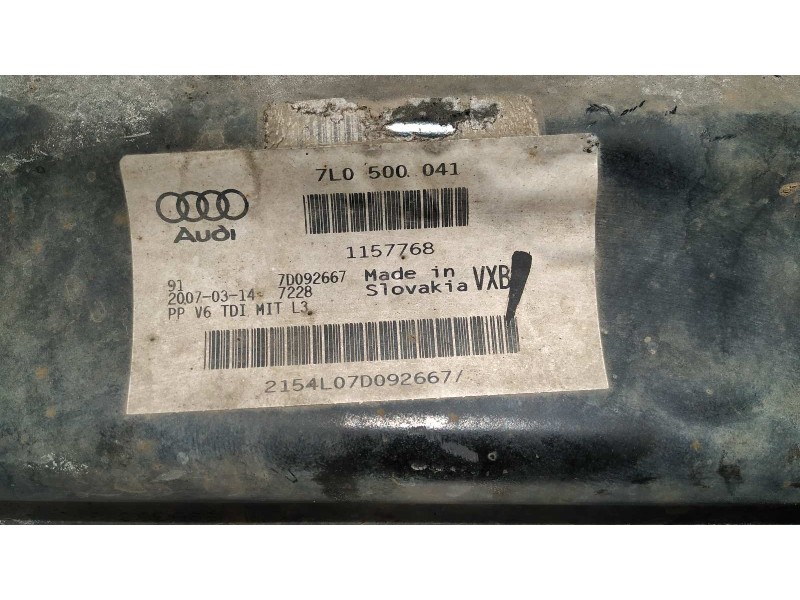 7L0 500 041
Audi
1157768
91 7D092667 Made in VXB
2007-03-14 7228 Slovakia
PP V6 TDI MIT L3
2154L07D092667/